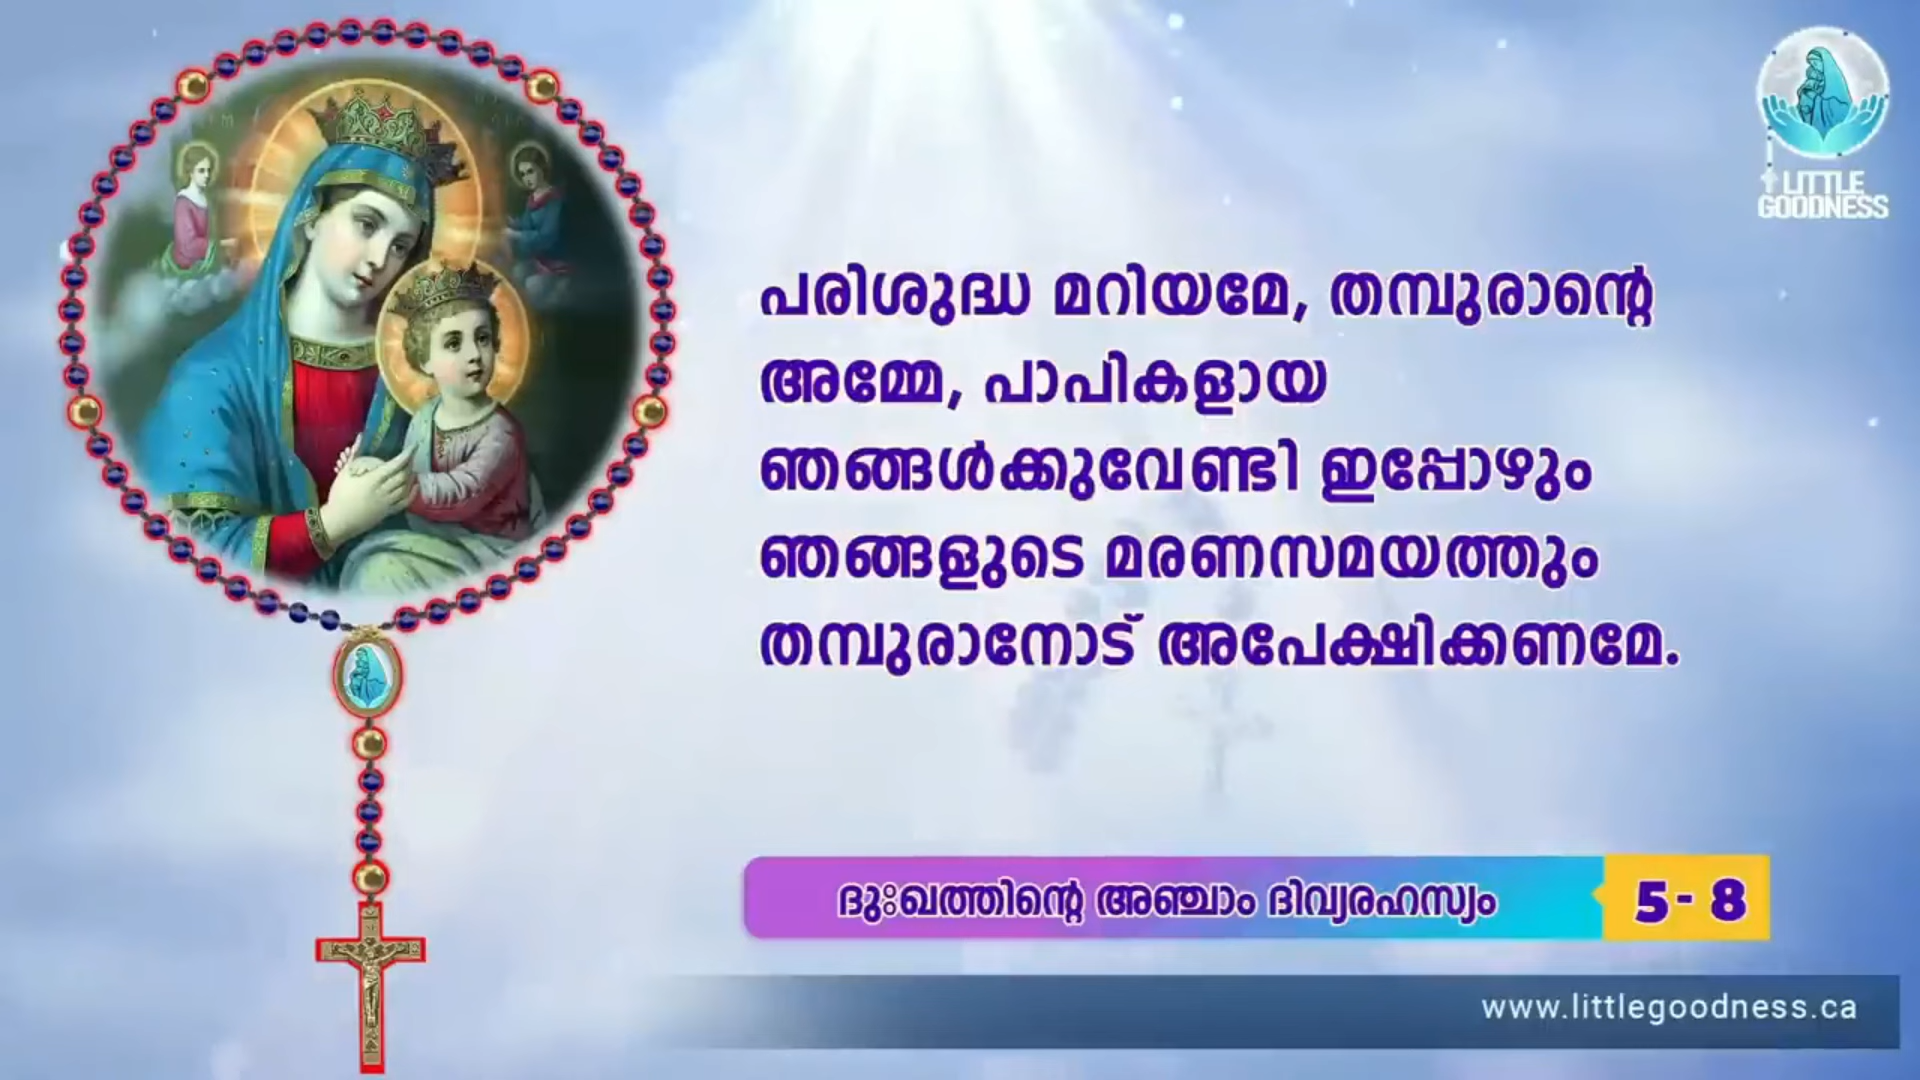 LITTLE
GOODNESS
പരിശുദ്ധ മറിയമേ, തമ്പുരാന്റെ
അമ്മേ, പാപികളായ
ഞങ്ങൾക്കുവേണ്ടി ഇപ്പോഴും
ഞങ്ങളുടെ മരണസമയത്തും
തമ്പുരാനോട് അപേക്ഷിക്കണമേ.
ദുഃഖത്തിന്റെ അഞ്ചാം ദിവ്യരഹസ്യം 5- 8
www.littlegoodness.ca